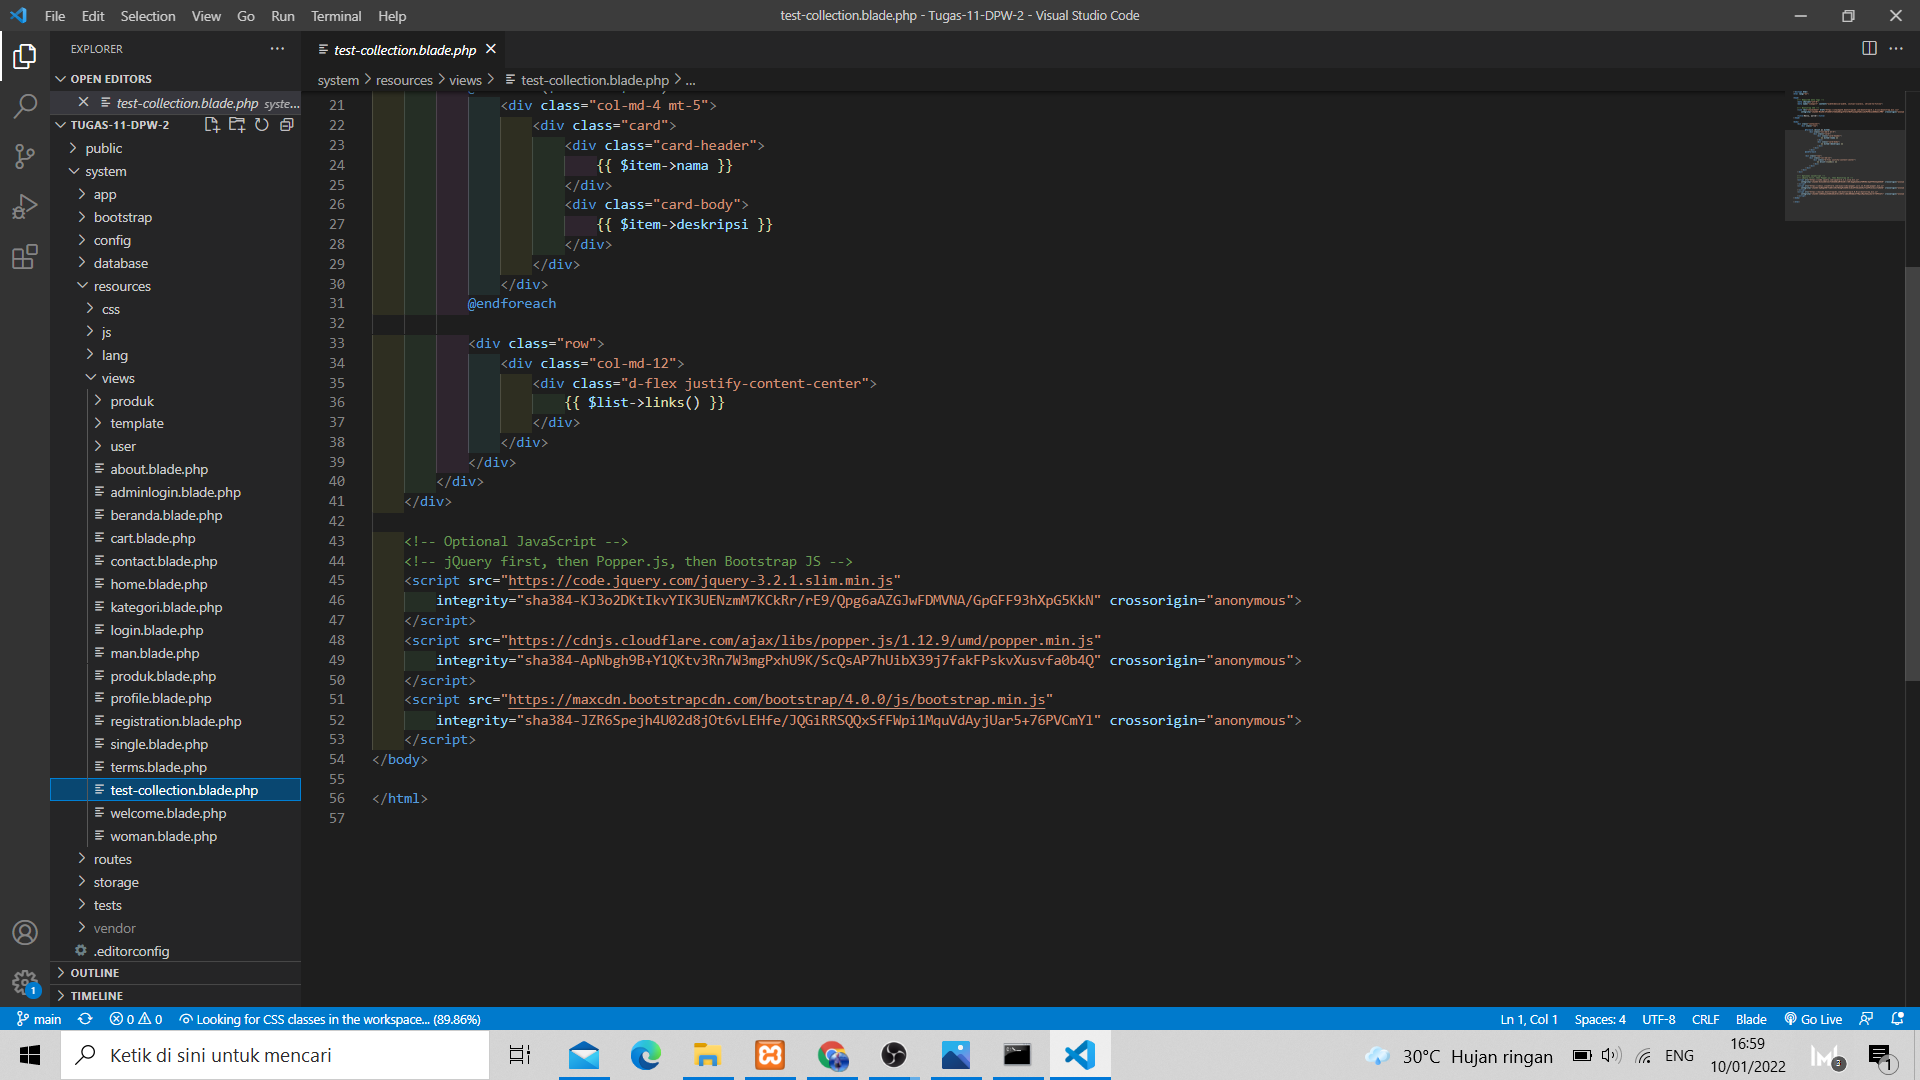 File Edit Selection View Go Run Terminal Help
test-collection.blade.php - Tugas-11-DPW-2 - Visual Studio Code
EXPLORER
OPEN EDITORS
test-collection.blade.php syste...
TUGAS-11-DPW-2
public
system
app
bootstrap
config
database
resources
css
js
lang
views
produk
template
user
about.blade.php
adminlogin.blade.php
beranda.blade.php
cart.blade.php
contact.blade.php
home.blade.php
kategori.blade.php
login.blade.php
man.blade.php
produk.blade.php
profile.blade.php
registration.blade.php
single.blade.php
terms.blade.php
test-collection.blade.php
welcome.blade.php
woman.blade.php
routes
storage
tests
vendor
.editorconfig
OUTLINE
TIMELINE
test-collection.blade.php
system > resources > views > test-collection.blade.php > ...
21 <div class="col-md-4 mt-5">
22 <div class="card">
23 <div class="card-header">
24 {{ $item->nama }}
25 </div>
26 <div class="card-body">
27 {{ $item->deskripsi }}
28 </div>
29 </div>
30 </div>
31 @endforeach
32
33 <div class="row">
34 <div class="col-md-12">
35 <div class="d-flex justify-content-center">
36 {{ $list->links() }}
37 </div>
38 </div>
39 </div>
40 </div>
41 </div>
42
43 <!-- Optional JavaScript -->
44 <!-- jQuery first, then Popper.js, then Bootstrap JS -->
45 <script src="https://code.jquery.com/jquery-3.2.1.slim.min.js"
46 integrity="sha384-KJ3o2DKtIkvYIK3UENzmM7KCkRr/rE9/Qpg6aAZGJwFDMVNA/GpGFF93hXpG5KkN" crossorigin="anonymous">
47 </script>
48 <script src="https://cdnjs.cloudflare.com/ajax/libs/popper.js/1.12.9/umd/popper.min.js"
49 integrity="sha384-ApNbgh9B+Y1QKtv3Rn7W3mgPxhU9K/ScQsAP7hUibX39j7fakFPskvXusvfa0b4Q" crossorigin="anonymous">
50 </script>
51 <script src="https://maxcdn.bootstrapcdn.com/bootstrap/4.0.0/js/bootstrap.min.js"
52 integrity="sha384-JZR6Spejh4U02d8jOt6vLEHfe/JQGiRRSQQxSfFWpi1MquVdAyjUar5+76PVCmYl" crossorigin="anonymous">
53 </script>
54 </body>
55
56 </html>
57
main 0 0 Looking for CSS classes in the workspace... (89.86%)
Ln 1, Col 1 Spaces: 4 UTF-8 CRLF Blade Go Live
Ketik di sini untuk mencari
30°C Hujan ringan ENG
16:59
10/01/2022